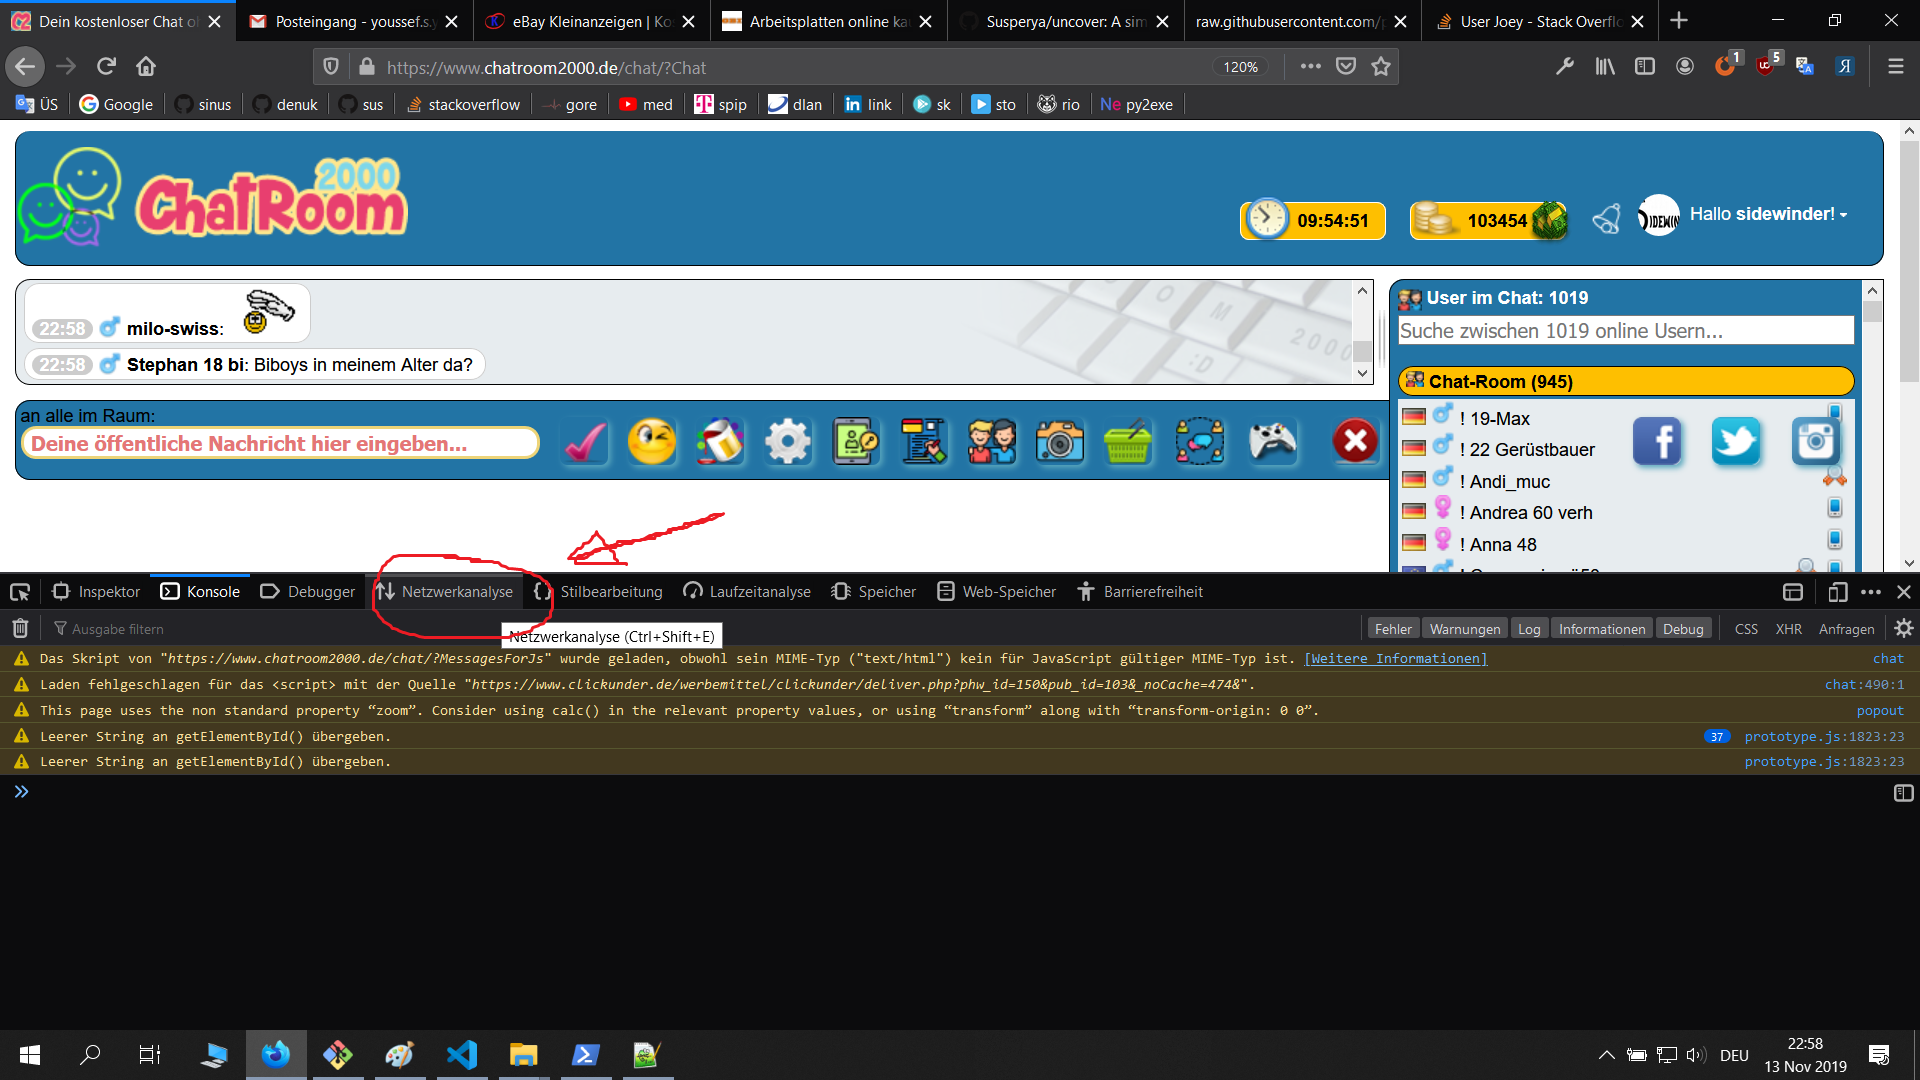 Dein kostenloser Chat oh
Posteingang - youssef.s.y
eBay Kleinanzeigen | Ko
Arbeitsplatten online ka
Susperya/uncover: A sim
raw.githubusercontent.com/p
User Joey - Stack Overflo
https://www.chatroom2000.de/chat/?Chat
120%
1
5
ÜS
Google
sinus
denuk
sus
stackoverflow
gore
med
spip
dlan
link
sk
sto
rio
Ne py2exe
ChatRoom 2000
09:54:51
103454
SIDEWIN
Hallo sidewinder!
22:58 milo-swiss:
22:58 Stephan 18 bi: Biboys in meinem Alter da?
an alle im Raum:
Deine öffentliche Nachricht hier eingeben...
User im Chat: 1019
Suche zwischen 1019 online Usern...
Chat-Room (945)
! 19-Max
! 22 Gerüstbauer
! Andi_muc
! Andrea 60 verh
! Anna 48
Inspektor
Konsole
Debugger
Netzwerkanalyse
Stilbearbeitung
Laufzeitanalyse
Speicher
Web-Speicher
Barrierefreiheit
Netzwerkanalyse (Ctrl+Shift+E)
Ausgabe filtern
Fehler
Warnungen
Log
Informationen
Debug
CSS
XHR
Anfragen
Das Skript von "https://www.chatroom2000.de/chat/?MessagesForJs" wurde geladen, obwohl sein MIME-Typ ("text/html") kein für JavaScript gültiger MIME-Typ ist. [Weitere Informationen] chat
Laden fehlgeschlagen für das <script> mit der Quelle "https://www.clickunder.de/werbemittel/clickunder/deliver.php?phw_id=150&pub_id=103&_noCache=474&". chat:490:1
This page uses the non standard property “zoom”. Consider using calc() in the relevant property values, or using “transform” along with “transform-origin: 0 0”. popout
Leerer String an getElementById() übergeben. 37 prototype.js:1823:23
Leerer String an getElementById() übergeben. prototype.js:1823:23
DEU
22:58
13 Nov 2019